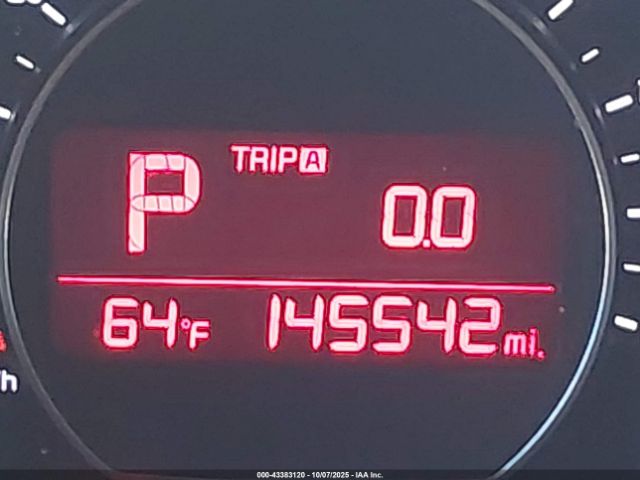 TRIP A
P 0.0
64°F 145542 mi.
/h
000-43383120 - 10/07/2025 - IAA Inc.